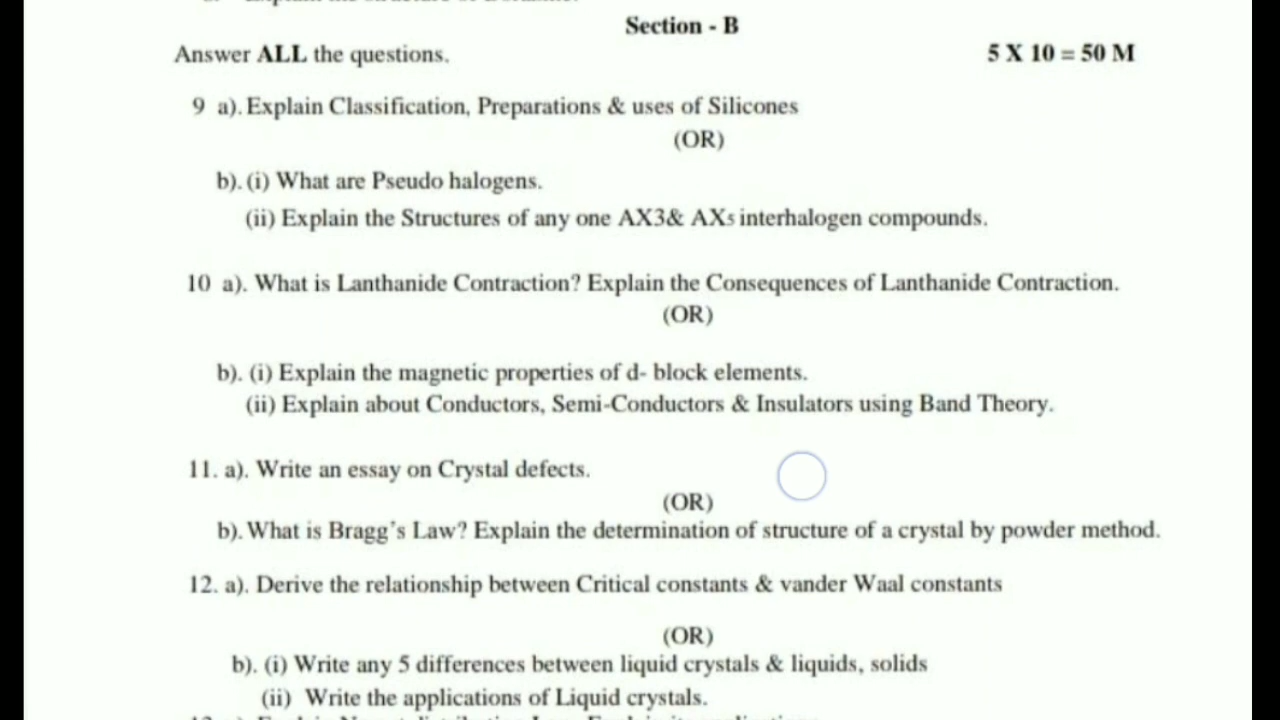 Section - B
Answer ALL the questions. 5 X 10 = 50 M
9 a). Explain Classification, Preparations & uses of Silicones
(OR)
b). (i) What are Pseudo halogens.
(ii) Explain the Structures of any one AX3& AX5 interhalogen compounds.
10 a). What is Lanthanide Contraction? Explain the Consequences of Lanthanide Contraction.
(OR)
b). (i) Explain the magnetic properties of d- block elements.
(ii) Explain about Conductors, Semi-Conductors & Insulators using Band Theory.
11. a). Write an essay on Crystal defects.
(OR)
b). What is Bragg's Law? Explain the determination of structure of a crystal by powder method.
12. a). Derive the relationship between Critical constants & vander Waal constants
(OR)
b). (i) Write any 5 differences between liquid crystals & liquids, solids
(ii) Write the applications of Liquid crystals.